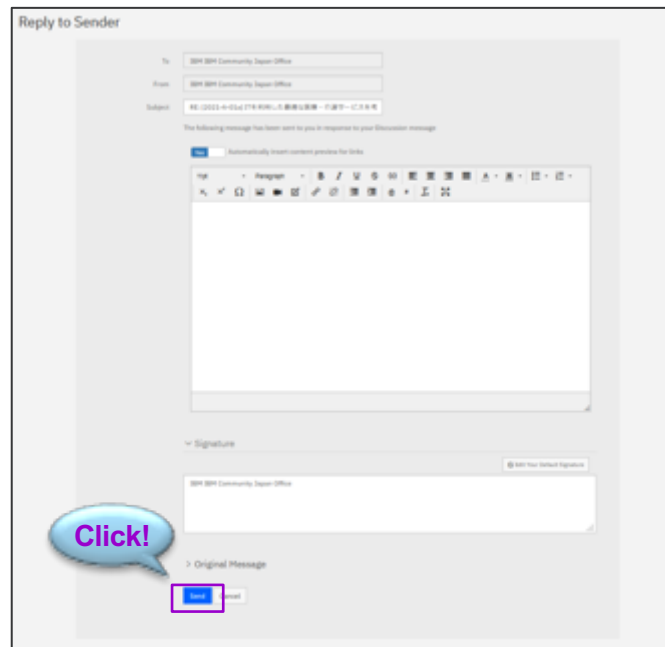 Reply to Sender
To
IBM IBM Community Japan Office
From
IBM IBM Community Japan Office
Subject
The following message has been sent to you in response to your Discussion message
Yes
Automatically insert content preview for links
Paragraph
B I U S
Signature
Edit Your Default Signature
IBM IBM Community Japan Office
Click!
Original Message
Send
Cancel